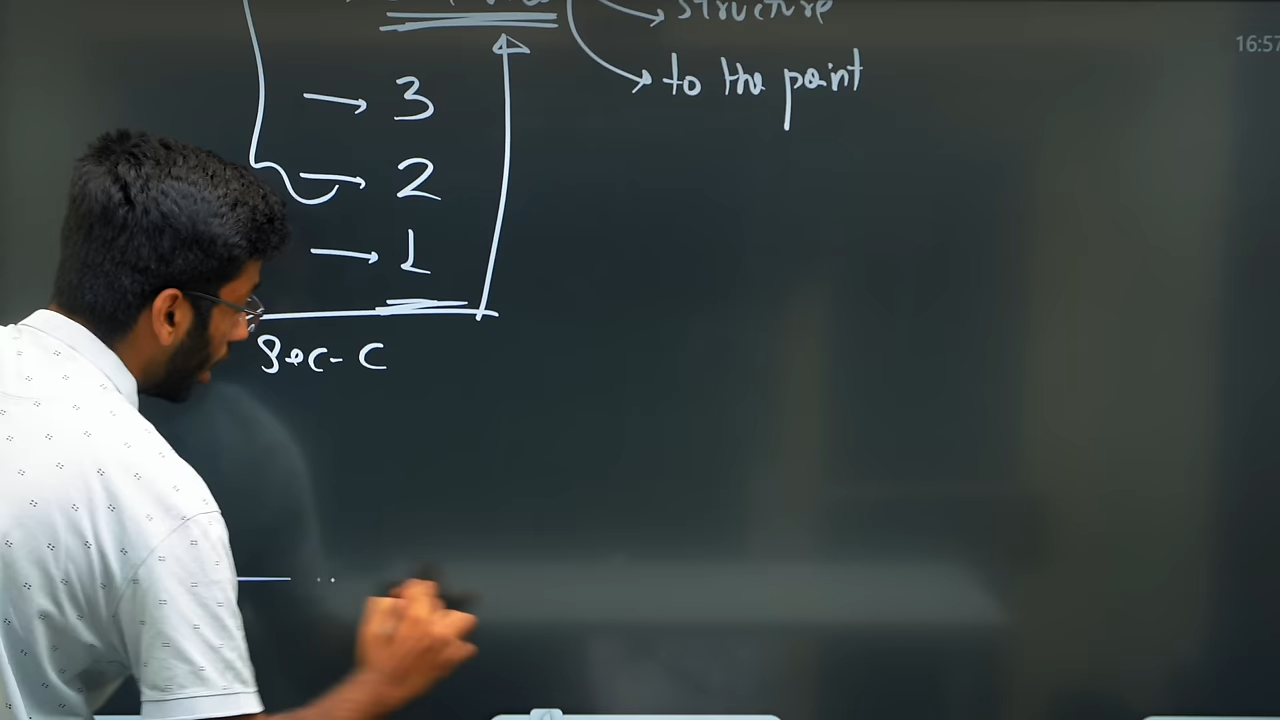 structure
to the point
16:57
→ 3
→ 2
→ 1
Sec-C